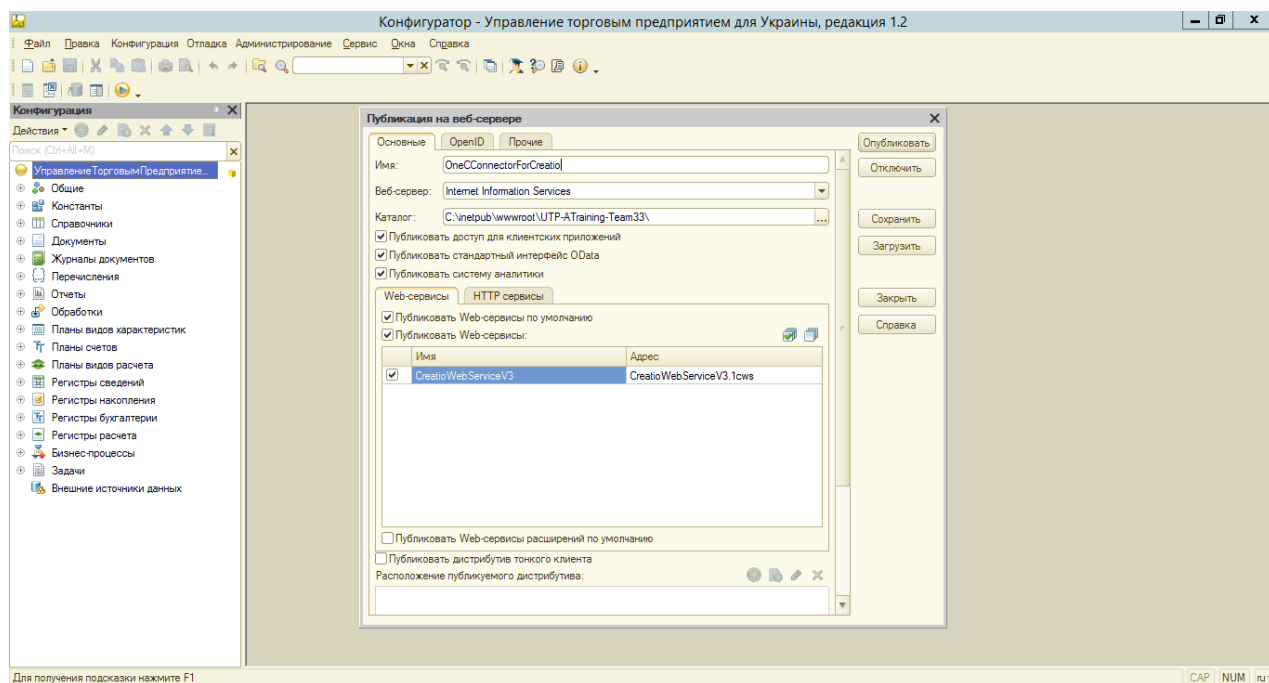 Конфигуратор - Управление торговым предприятием для Украины, редакция 1.2
Файл Правка Конфигурация Отладка Администрирование Сервис Окна Справка
Конфигурация
Действия
Поиск (Ctrl+Alt+M)
УправлениеТорговымПредприятие...
Общие
Константы
Справочники
Документы
Журналы документов
Перечисления
Отчеты
Обработки
Планы видов характеристик
Планы счетов
Планы видов расчета
Регистры сведений
Регистры накопления
Регистры бухгалтерии
Регистры расчета
Бизнес-процессы
Задачи
Внешние источники данных
Публикация на веб-сервере
Основные OpenID Прочие
Имя: OneCConnectorForCreatio
Веб-сервер: Internet Information Services
Каталог: C:\inetpub\wwwroot\UTP-ATraining-Team33\ ...
Публиковать доступ для клиентских приложений
Публиковать стандартный интерфейс OData
Публиковать систему аналитики
Web-сервисы HTTP сервисы
Публиковать Web-сервисы по умолчанию
Публиковать Web-сервисы:
Имя Адрес
CreatioWebServiceV3 CreatioWebServiceV3.1cws
Публиковать Web-сервисы расширений по умолчанию
Публиковать дистрибутив тонкого клиента
Расположение публикуемого дистрибутива:
Опубликовать
Отключить
Сохранить
Загрузить
Закрыть
Справка
Для получения подсказки нажмите F1
CAP NUM ru